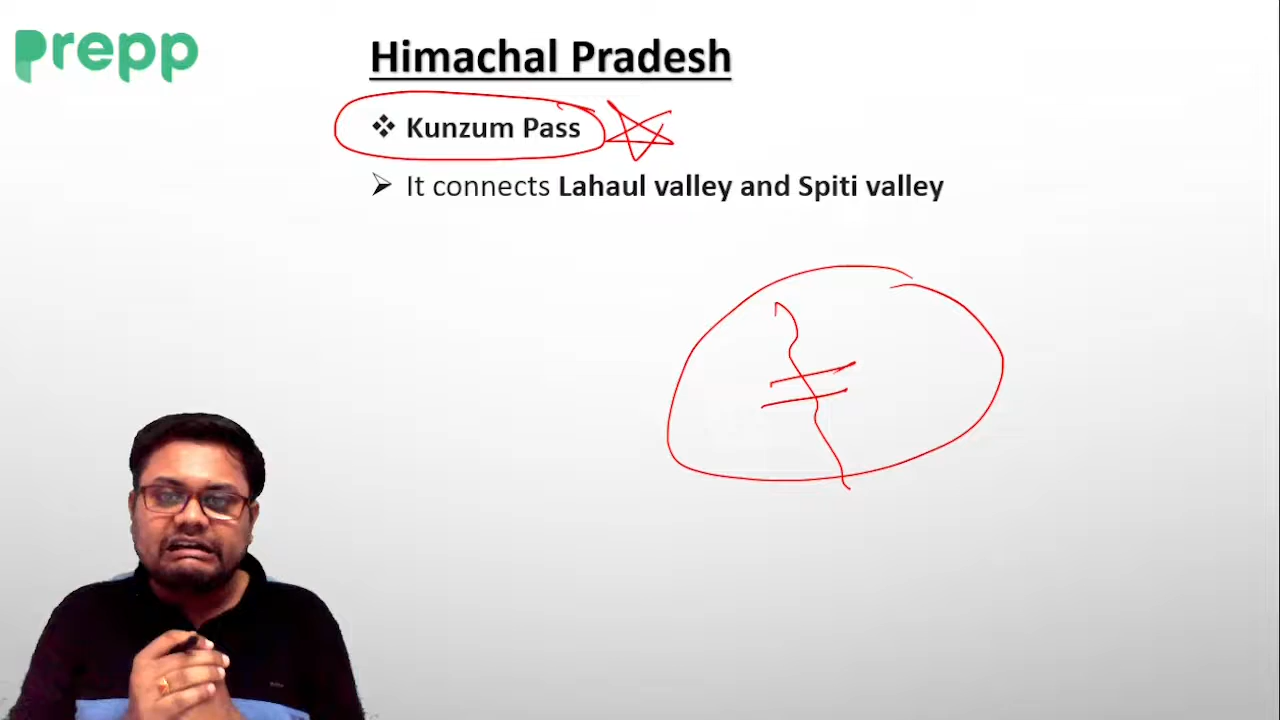 prepp
Himachal Pradesh
❖ Kunzum Pass
➢ It connects Lahaul valley and Spiti valley